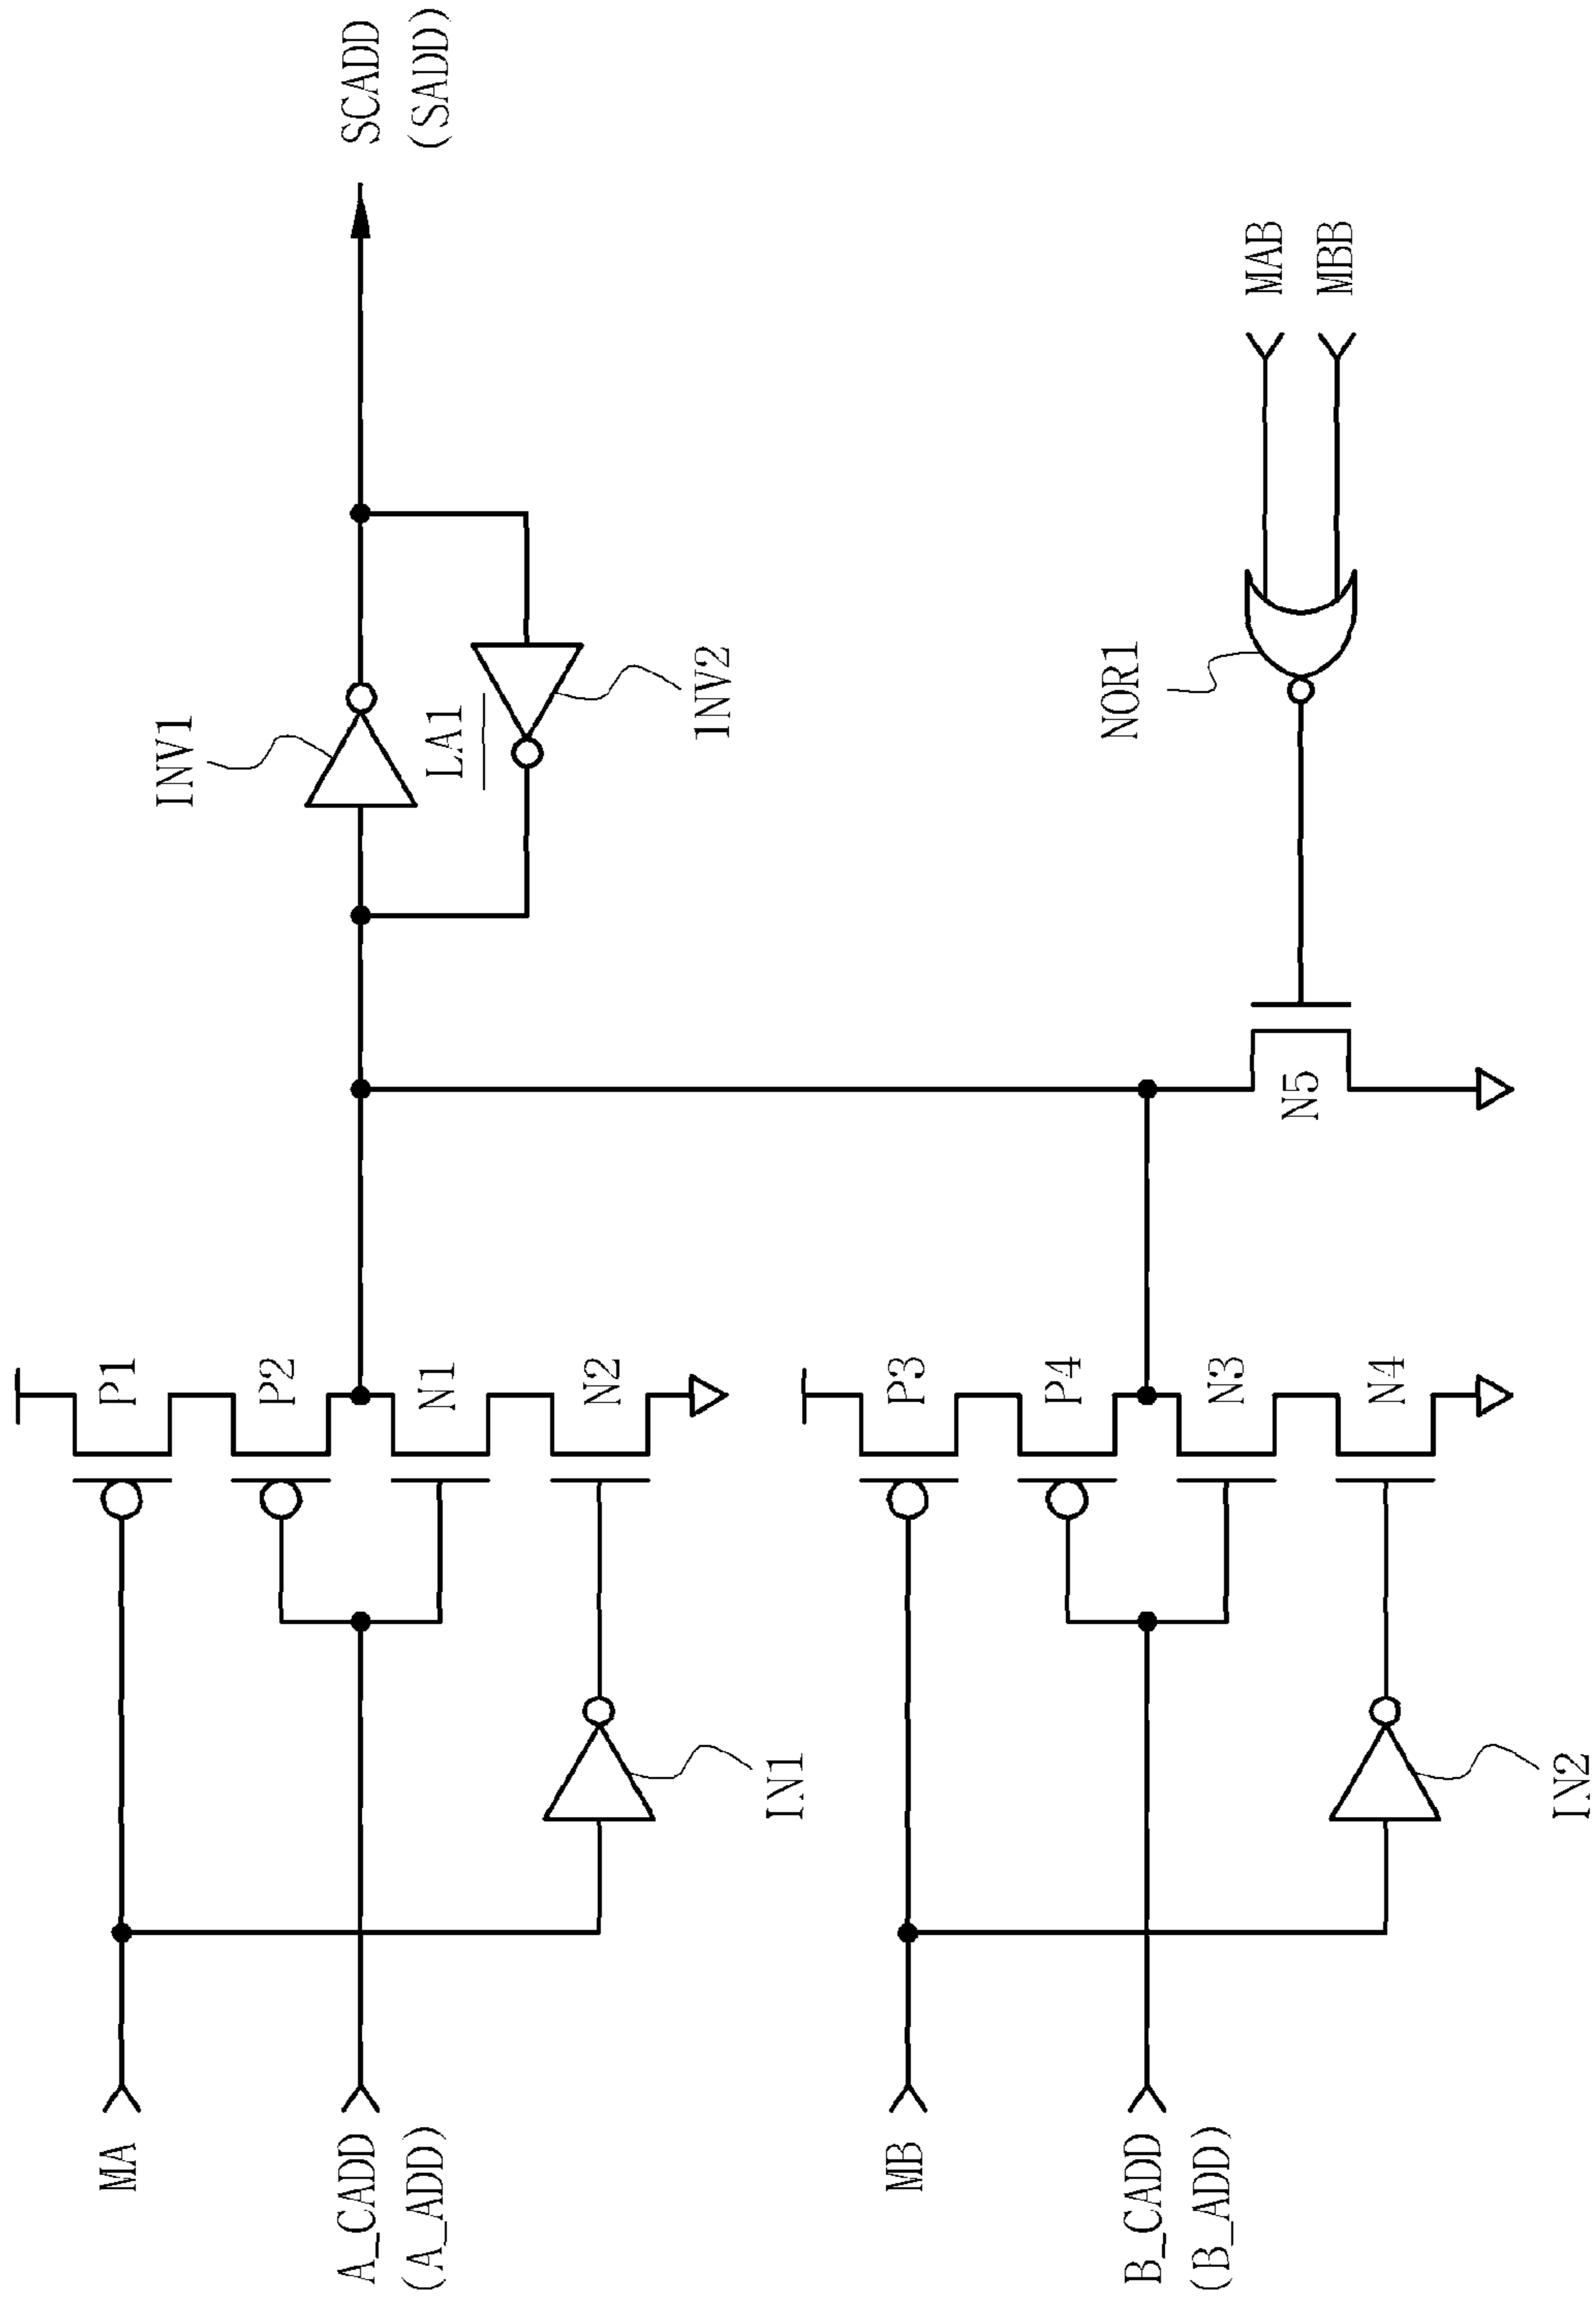 MA
A_CADD
(A_ADD)
MB
B_CADD
(B_ADD)
IN1
IN2
P1
P2
N1
N2
P3
P4
N3
N4
N5
INV1
LA1
INV2
NOR1
MAB
MBB
SCADD
(SADD)